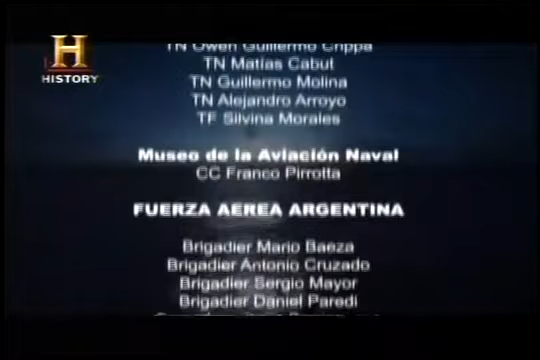 H
HISTORY
TN Owen Guillermo Crippa
TN Matías Cabut
TN Guillermo Molina
TN Alejandro Arroyo
TF Silvina Morales
Museo de la Aviación Naval
CC Franco Pirrotta
FUERZA AEREA ARGENTINA
Brigadier Mario Baeza
Brigadier Antonio Cruzado
Brigadier Sergio Mayor
Brigadier Daniel Paredi